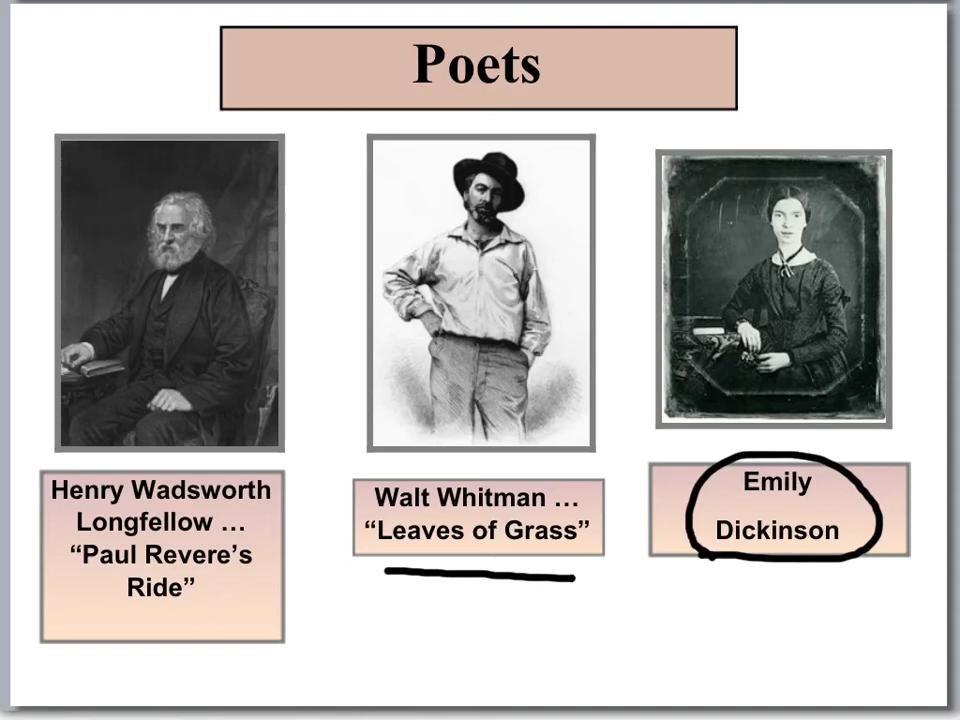 Poets
Henry Wadsworth
Longfellow …
“Paul Revere’s
Ride”
Walt Whitman …
“Leaves of Grass”
Emily
Dickinson